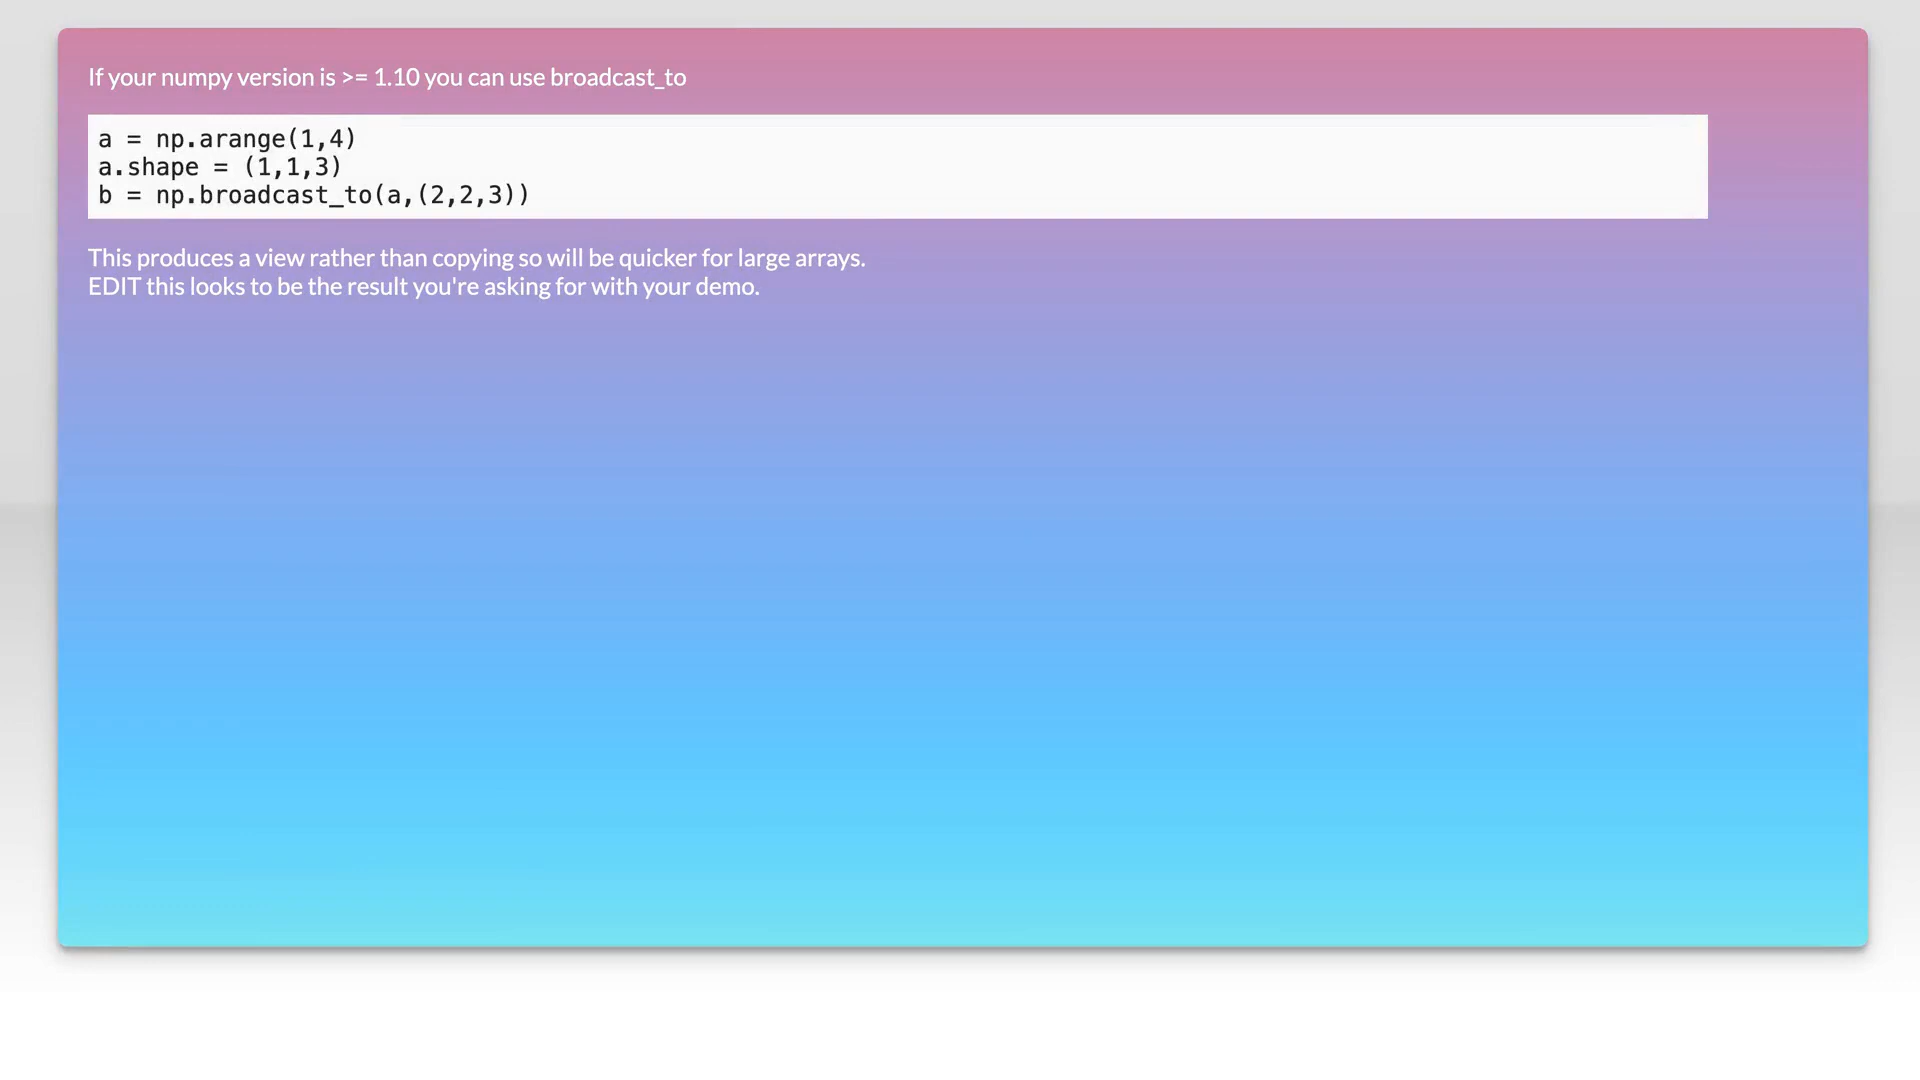 If your numpy version is >= 1.10 you can use broadcast_to
a = np.arange(1,4)
a.shape = (1,1,3)
b = np.broadcast_to(a,(2,2,3))
This produces a view rather than copying so will be quicker for large arrays.
EDIT this looks to be the result you're asking for with your demo.